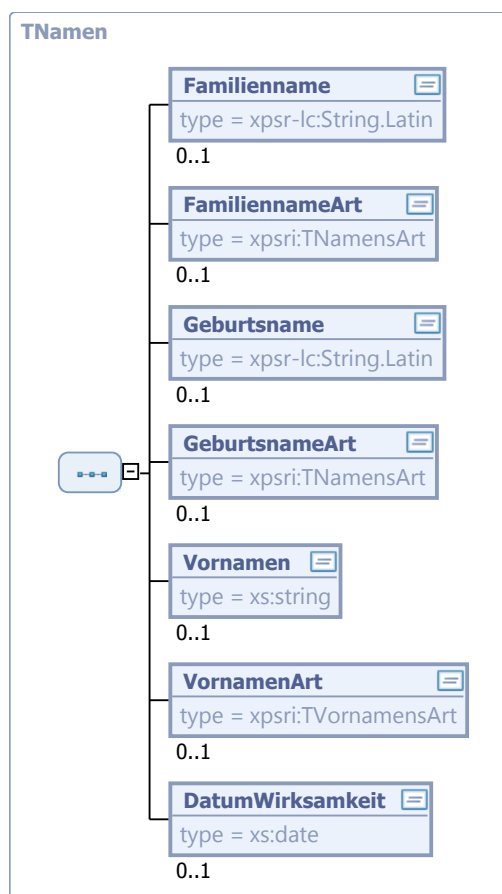 TNamen
Familienname
type = xpsr-lc:String.Latin
0..1
FamiliennameArt
type = xpsri:TNamensArt
0..1
Geburtsname
type = xpsr-lc:String.Latin
0..1
GeburtsnameArt
type = xpsri:TNamensArt
0..1
Vornamen
type = xs:string
0..1
VornamenArt
type = xpsri:TVornamensArt
0..1
DatumWirksamkeit
type = xs:date
0..1